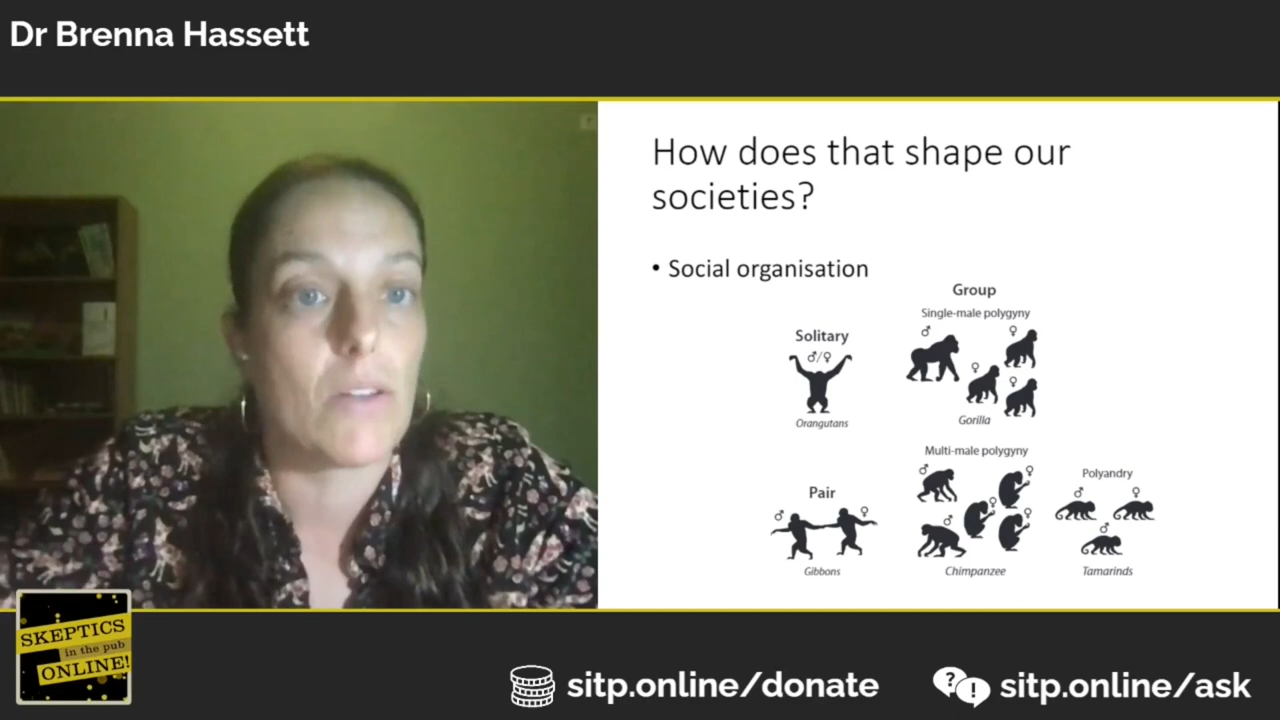 Dr Brenna Hassett
How does that shape our
societies?
• Social organisation
Group
Single-male polygyny
♂
♀
♀
♀
Gorilla
Solitary
♂/♀
Orangutans
Multi-male polygyny
♂
♀
♀
♂
♀
Chimpanzee
Polyandry
♂
♀
♂
Tamarinds
Pair
♂
♀
Gibbons
SKEPTICS
in the pub
ONLINE!
sitp.online/donate
? !
sitp.online/ask